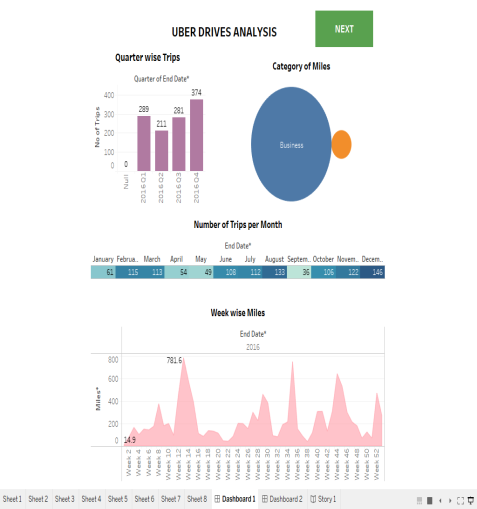 UBER DRIVES ANALYSIS
NEXT
Quarter wise Trips
Quarter of End Date*
No of Trips
400
300
200
100
0
0
289
211
281
374
Null
2016 Q1
2016 Q2
2016 Q3
2016 Q4
Category of Miles
Business
Number of Trips per Month
End Date*
January Februa.. March April May June July August Septem.. October Novem.. Decem..
61 115 113 54 49 108 112 133 36 106 122 146
Week wise Miles
End Date*
2016
Miles*
800
600
400
200
0
781.6
14.9
Week 2
Week 4
Week 6
Week 8
Week 10
Week 12
Week 14
Week 16
Week 18
Week 20
Week 22
Week 24
Week 26
Week 28
Week 30
Week 32
Week 34
Week 36
Week 38
Week 40
Week 42
Week 44
Week 46
Week 48
Week 50
Week 52
Sheet 1 Sheet 2 Sheet 3 Sheet 4 Sheet 5 Sheet 6 Sheet 7 Sheet 8 Dashboard 1 Dashboard 2 Story 1